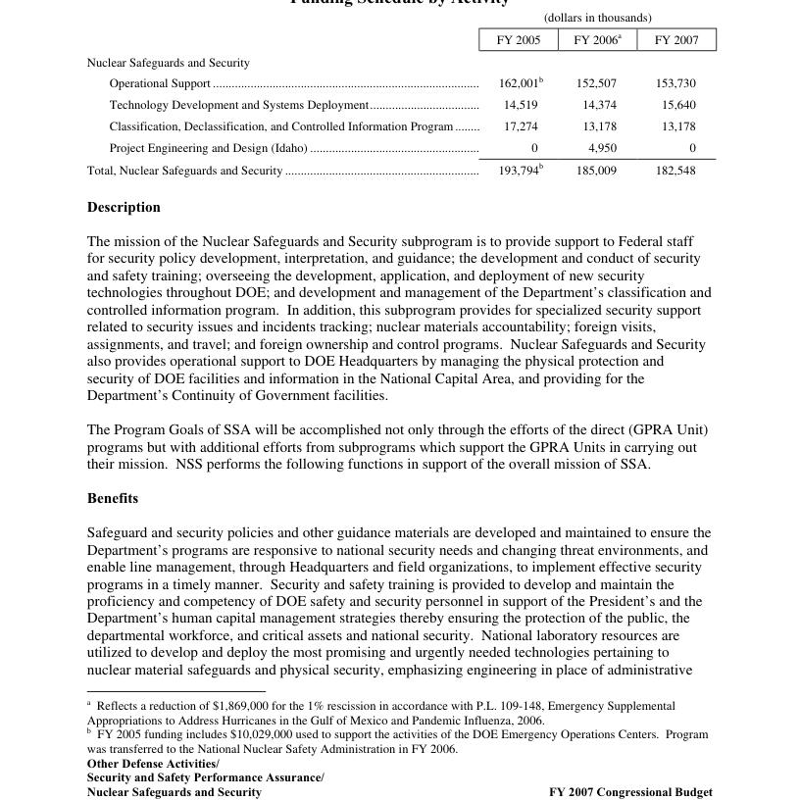 Funding Schedule by Activity
(dollars in thousands)
FY 2005 FY 2006a FY 2007
Nuclear Safeguards and Security
Operational Support 162,001b 152,507 153,730
Technology Development and Systems Deployment 14,519 14,374 15,640
Classification, Declassification, and Controlled Information Program 17,274 13,178 13,178
Project Engineering and Design (Idaho) 0 4,950 0
Total, Nuclear Safeguards and Security 193,794b 185,009 182,548
Description
The mission of the Nuclear Safeguards and Security subprogram is to provide support to Federal staff
for security policy development, interpretation, and guidance; the development and conduct of security
and safety training; overseeing the development, application, and deployment of new security
technologies throughout DOE; and development and management of the Department's classification and
controlled information program. In addition, this subprogram provides for specialized security support
related to security issues and incidents tracking; nuclear materials accountability; foreign visits,
assignments, and travel; and foreign ownership and control programs. Nuclear Safeguards and Security
also provides operational support to DOE Headquarters by managing the physical protection and
security of DOE facilities and information in the National Capital Area, and providing for the
Department's Continuity of Government facilities.
The Program Goals of SSA will be accomplished not only through the efforts of the direct (GPRA Unit)
programs but with additional efforts from subprograms which support the GPRA Units in carrying out
their mission. NSS performs the following functions in support of the overall mission of SSA.
Benefits
Safeguard and security policies and other guidance materials are developed and maintained to ensure the
Department's programs are responsive to national security needs and changing threat environments, and
enable line management, through Headquarters and field organizations, to implement effective security
programs in a timely manner. Security and safety training is provided to develop and maintain the
proficiency and competency of DOE safety and security personnel in support of the President's and the
Department's human capital management strategies thereby ensuring the protection of the public, the
departmental workforce, and critical assets and national security. National laboratory resources are
utilized to develop and deploy the most promising and urgently needed technologies pertaining to
nuclear material safeguards and physical security, emphasizing engineering in place of administrative
a Reflects a reduction of $1,869,000 for the 1% rescission in accordance with P.L. 109-148, Emergency Supplemental
Appropriations to Address Hurricanes in the Gulf of Mexico and Pandemic Influenza, 2006.
b FY 2005 funding includes $10,029,000 used to support the activities of the DOE Emergency Operations Centers. Program
was transferred to the National Nuclear Safety Administration in FY 2006.
Other Defense Activities/
Security and Safety Performance Assurance/
Nuclear Safeguards and Security FY 2007 Congressional Budget